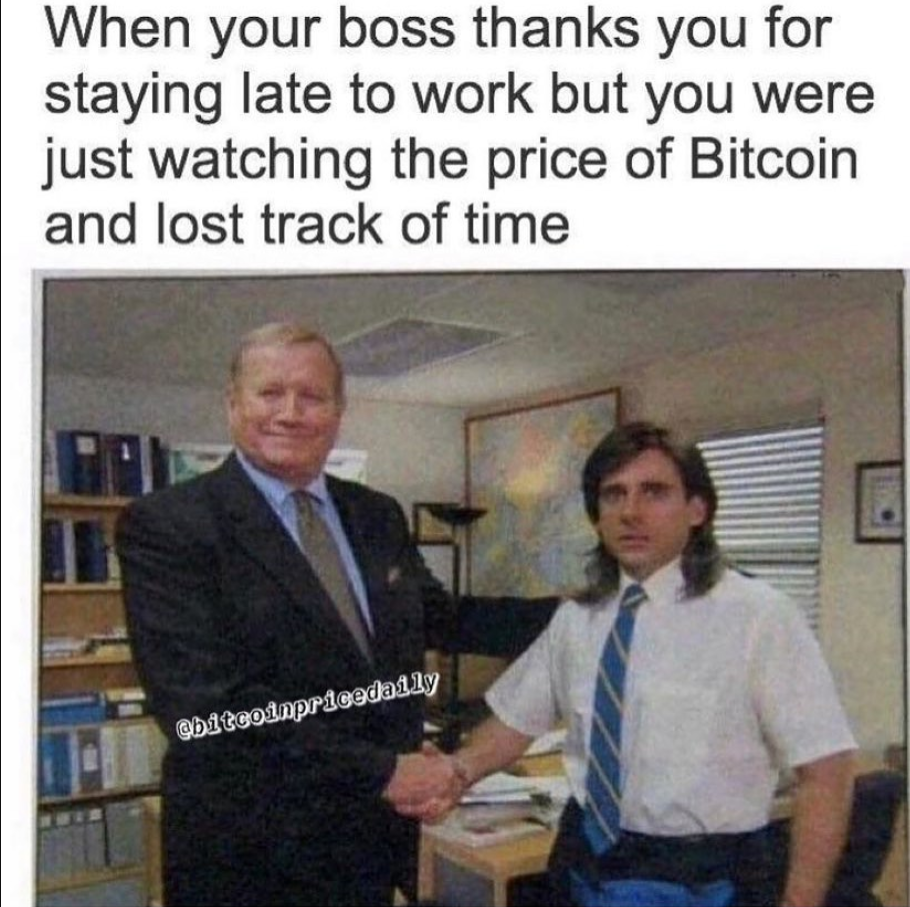 When your boss thanks you for
staying late to work but you were
just watching the price of Bitcoin
and lost track of time
@bitcoinpricedaily